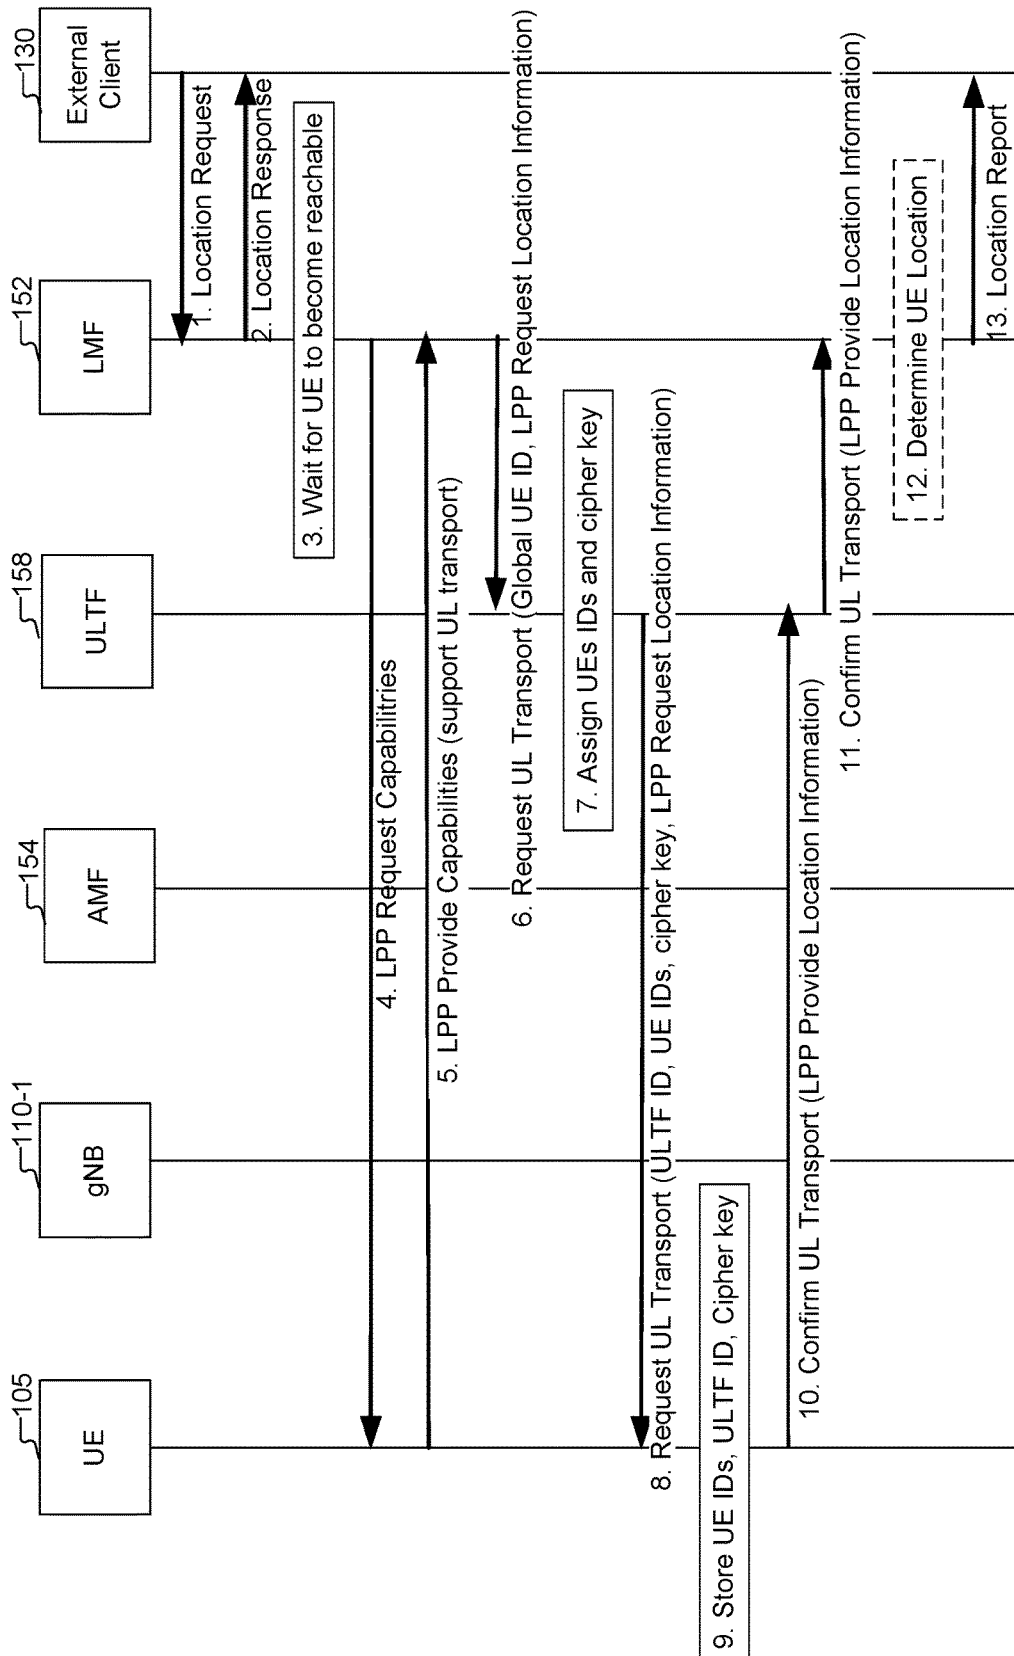 105
UE
110-1
gNB
154
AMF
158
ULTF
152
LMF
130
External
Client
1. Location Request
2. Location Response
3. Wait for UE to become reachable
4. LPP Request Capabilitries
5. LPP Provide Capabilities (support UL transport)
6. Request UL Transport (Global UE ID, LPP Request Location Information)
7. Assign UEs IDs and cipher key
8. Request UL Transport (ULTF ID, UE IDs, cipher key, LPP Request Location Information)
9. Store UE IDs, ULTF ID, Cipher key
10. Confirm UL Transport (LPP Provide Location Information)
11. Confirm UL Transport (LPP Provide Location Information)
12. Determine UE Location
13. Location Report